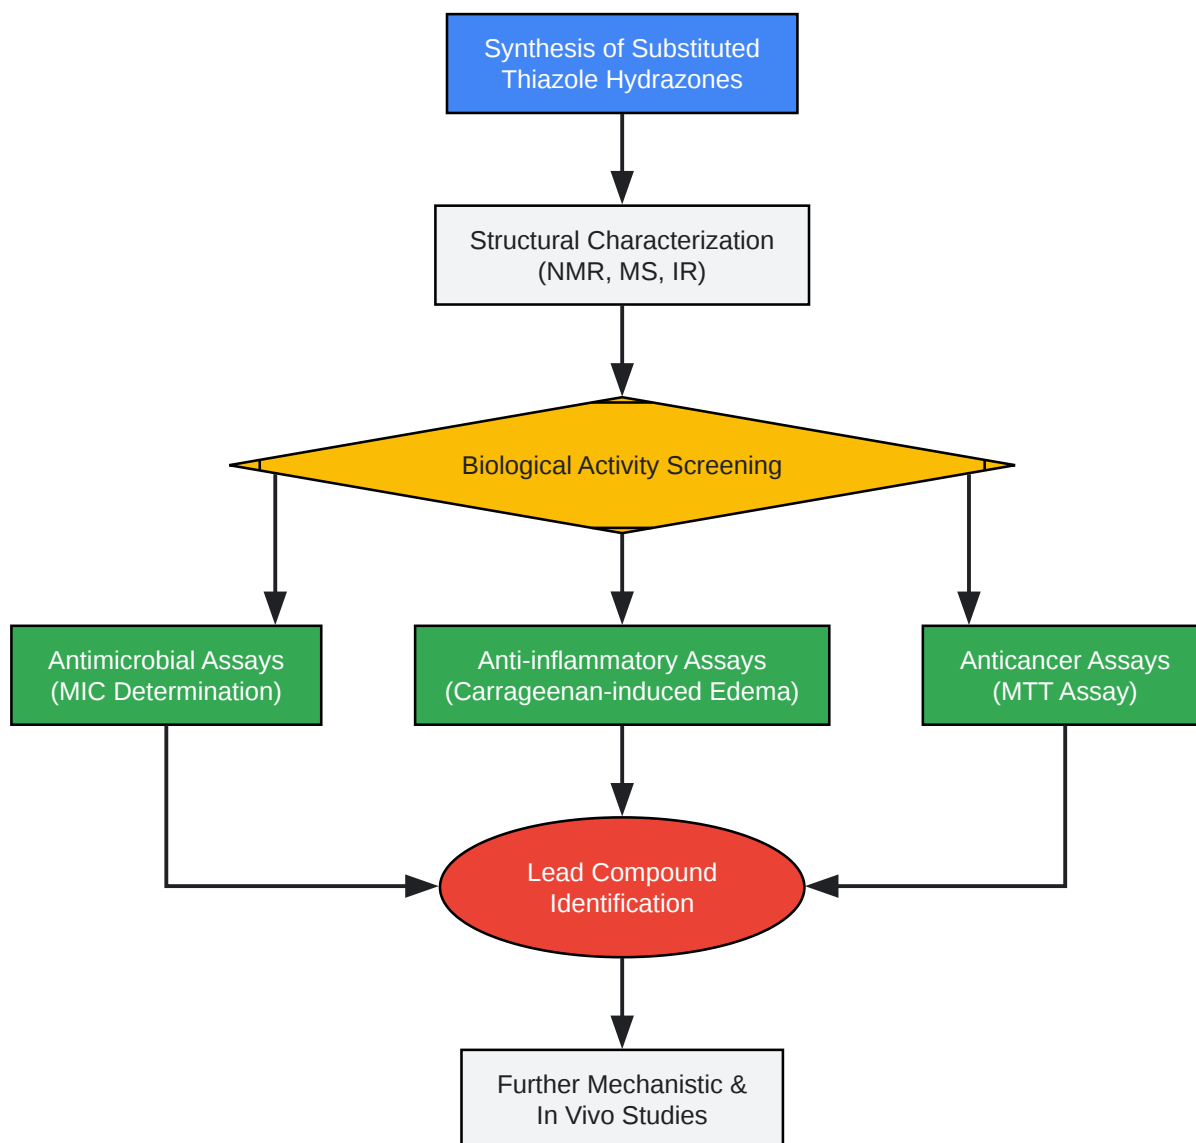 Synthesis of Substituted
Thiazole Hydrazones
Structural Characterization
(NMR, MS, IR)
Biological Activity Screening
Antimicrobial Assays
(MIC Determination)
Anti-inflammatory Assays
(Carrageenan-induced Edema)
Anticancer Assays
(MTT Assay)
Lead Compound
Identification
Further Mechanistic &
In Vivo Studies